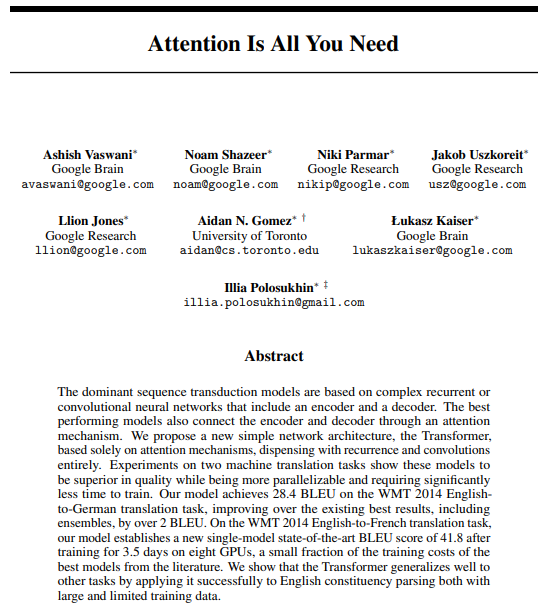 Attention Is All You Need
Ashish Vaswani* Noam Shazeer* Niki Parmar* Jakob Uszkoreit*
Google Brain Google Brain Google Research Google Research
avaswani@google.com noam@google.com nikip@google.com usz@google.com
Llion Jones* Aidan N. Gomez* † Łukasz Kaiser*
Google Research University of Toronto Google Brain
llion@google.com aidan@cs.toronto.edu lukaszkaiser@google.com
Illia Polosukhin* ‡
illia.polosukhin@gmail.com
Abstract
The dominant sequence transduction models are based on complex recurrent or
convolutional neural networks that include an encoder and a decoder. The best
performing models also connect the encoder and decoder through an attention
mechanism. We propose a new simple network architecture, the Transformer,
based solely on attention mechanisms, dispensing with recurrence and convolutions
entirely. Experiments on two machine translation tasks show these models to
be superior in quality while being more parallelizable and requiring significantly
less time to train. Our model achieves 28.4 BLEU on the WMT 2014 English-
to-German translation task, improving over the existing best results, including
ensembles, by over 2 BLEU. On the WMT 2014 English-to-French translation task,
our model establishes a new single-model state-of-the-art BLEU score of 41.8 after
training for 3.5 days on eight GPUs, a small fraction of the training costs of the
best models from the literature. We show that the Transformer generalizes well to
other tasks by applying it successfully to English constituency parsing both with
large and limited training data.